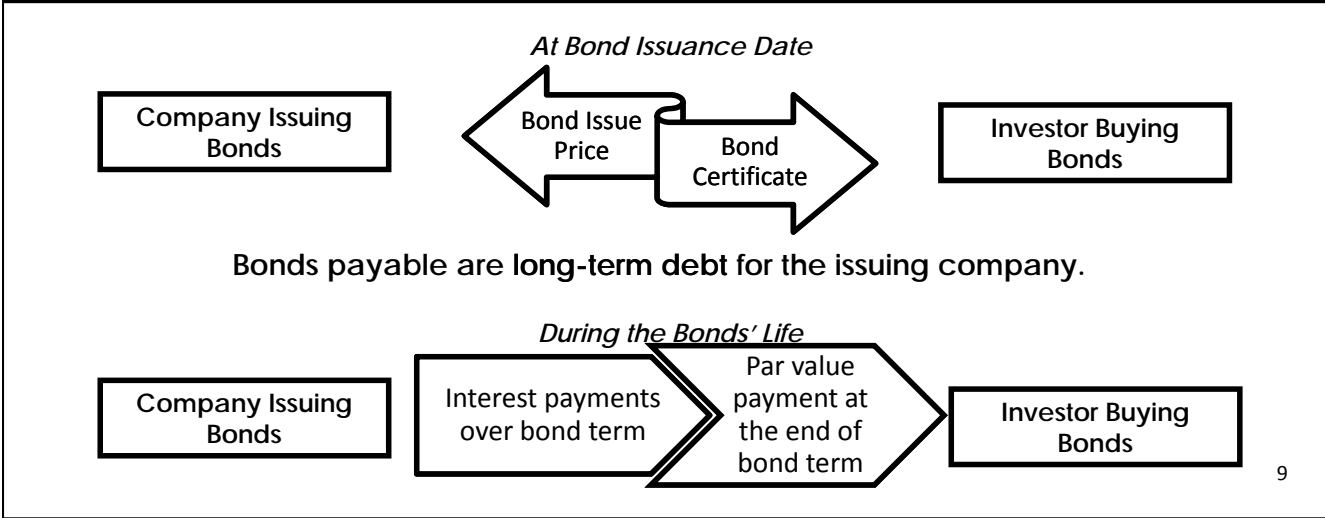 At Bond Issuance Date
Company Issuing
Bonds
Bond Issue
Price
Bond
Certificate
Investor Buying
Bonds
Bonds payable are long-term debt for the issuing company.
During the Bonds' Life
Company Issuing
Bonds
Interest payments
over bond term
Par value
payment at
the end of
bond term
Investor Buying
Bonds
9